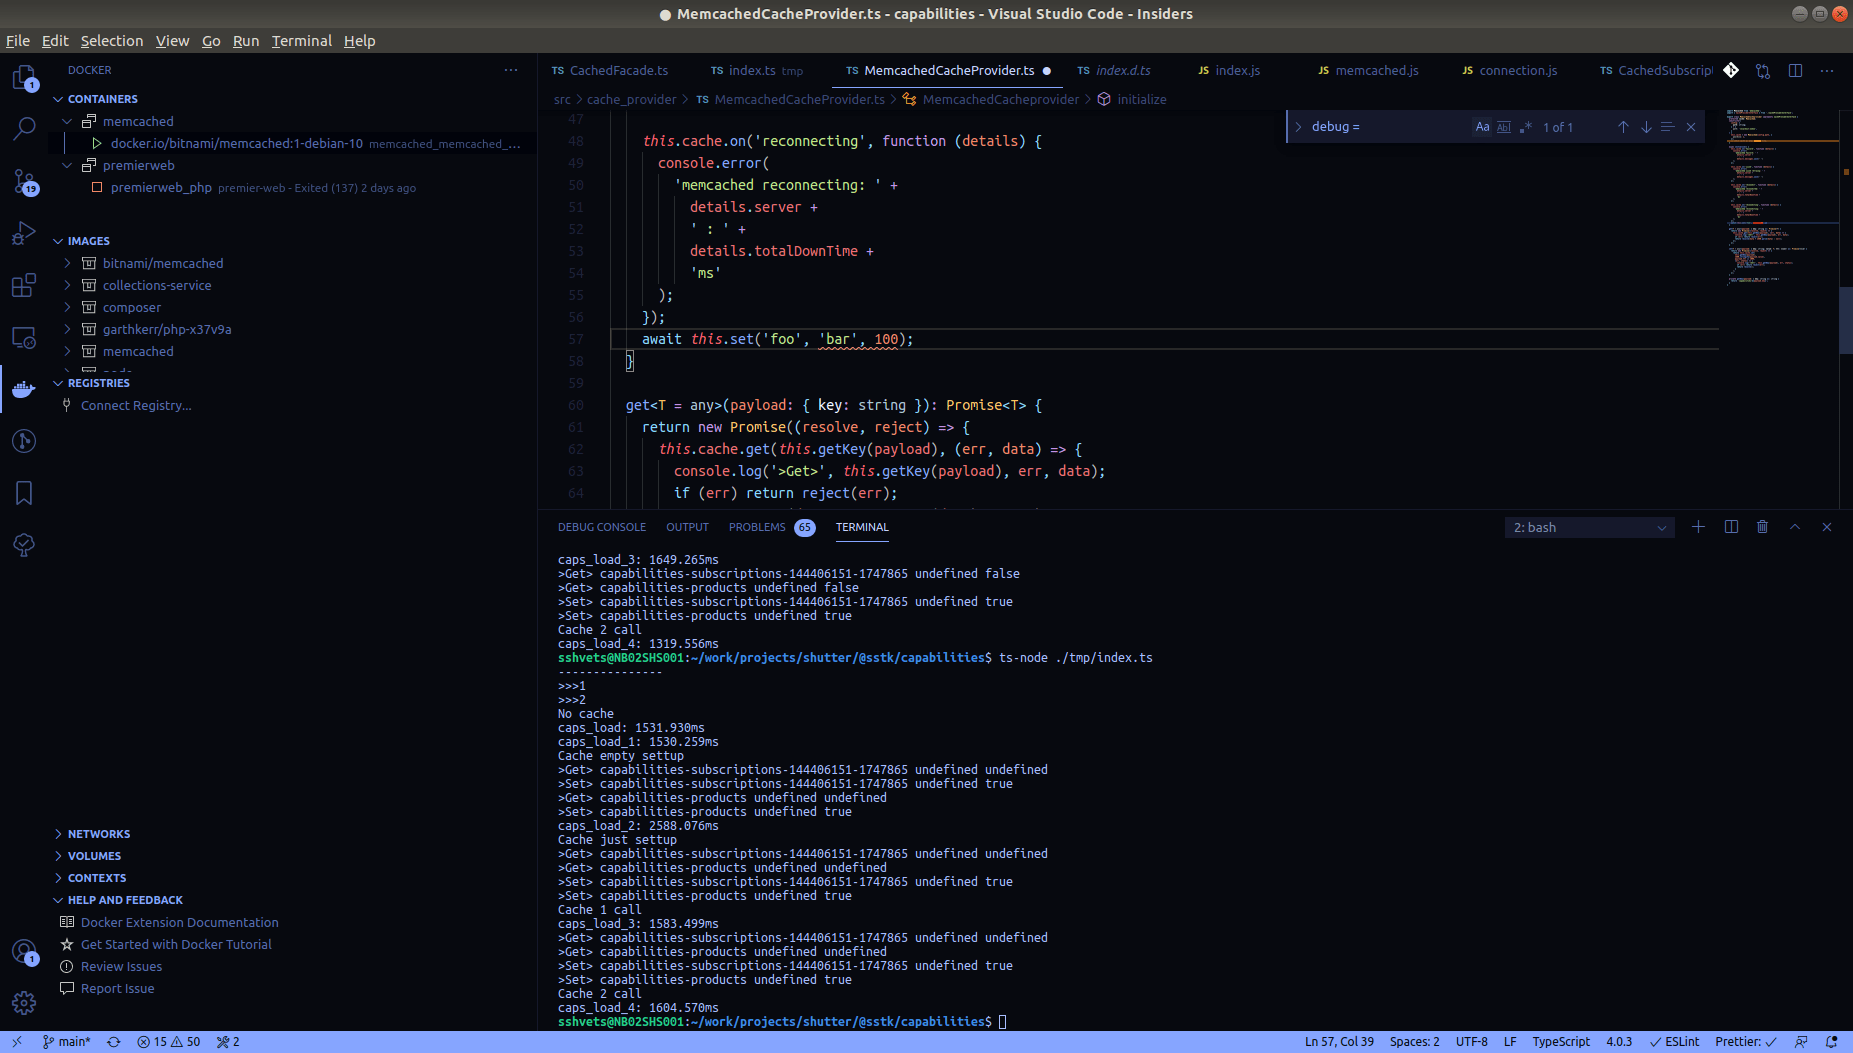 ● MemcachedCacheProvider.ts - capabilities - Visual Studio Code - Insiders
File Edit Selection View Go Run Terminal Help
DOCKER
CONTAINERS
memcached
docker.io/bitnami/memcached:1-debian-10 memcached_memcached_...
premierweb
premierweb_php premier-web - Exited (137) 2 days ago
IMAGES
bitnami/memcached
collections-service
composer
garthkerr/php-x37v9a
memcached
REGISTRIES
Connect Registry...
NETWORKS
VOLUMES
CONTEXTS
HELP AND FEEDBACK
Docker Extension Documentation
Get Started with Docker Tutorial
Review Issues
Report Issue
1
19
1
TS CachedFacade.ts TS index.ts tmp TS MemcachedCacheProvider.ts ● TS index.d.ts JS index.js JS memcached.js JS connection.js TS CachedSubscript
src > cache_provider > TS MemcachedCacheProvider.ts > MemcachedCacheprovider > initialize
debug = Aa Abl .* 1 of 1
47
48 this.cache.on('reconnecting', function (details) {
49 console.error(
50 'memcached reconnecting: ' +
51 details.server +
52 ' : ' +
53 details.totalDownTime +
54 'ms'
55 );
56 });
57 await this.set('foo', 'bar', 100);
58 }
59
60 get<T = any>(payload: { key: string }): Promise<T> {
61 return new Promise((resolve, reject) => {
62 this.cache.get(this.getKey(payload), (err, data) => {
63 console.log('>Get>', this.getKey(payload), err, data);
64 if (err) return reject(err);
DEBUG CONSOLE OUTPUT PROBLEMS 65 TERMINAL 2: bash
caps_load_3: 1649.265ms
>Get> capabilities-subscriptions-144406151-1747865 undefined false
>Get> capabilities-products undefined false
>Set> capabilities-subscriptions-144406151-1747865 undefined true
>Set> capabilities-products undefined true
Cache 2 call
caps_load_4: 1319.556ms
sshvets@NB02SHS001:~/work/projects/shutter/@sstk/capabilities$ ts-node ./tmp/index.ts
---------------
>>>1
>>>2
No cache
caps_load: 1531.930ms
caps_load_1: 1530.259ms
Cache empty settup
>Get> capabilities-subscriptions-144406151-1747865 undefined undefined
>Set> capabilities-subscriptions-144406151-1747865 undefined true
>Get> capabilities-products undefined undefined
>Set> capabilities-products undefined true
caps_load_2: 2588.076ms
Cache just settup
>Get> capabilities-subscriptions-144406151-1747865 undefined undefined
>Get> capabilities-products undefined undefined
>Set> capabilities-subscriptions-144406151-1747865 undefined true
>Set> capabilities-products undefined true
Cache 1 call
caps_load_3: 1583.499ms
>Get> capabilities-subscriptions-144406151-1747865 undefined undefined
>Get> capabilities-products undefined undefined
>Set> capabilities-subscriptions-144406151-1747865 undefined true
>Set> capabilities-products undefined true
Cache 2 call
caps_load_4: 1604.570ms
sshvets@NB02SHS001:~/work/projects/shutter/@sstk/capabilities$
main* 15 50 2 Ln 57, Col 39 Spaces: 2 UTF-8 LF TypeScript 4.0.3 ✓ ESLint Prettier: ✓